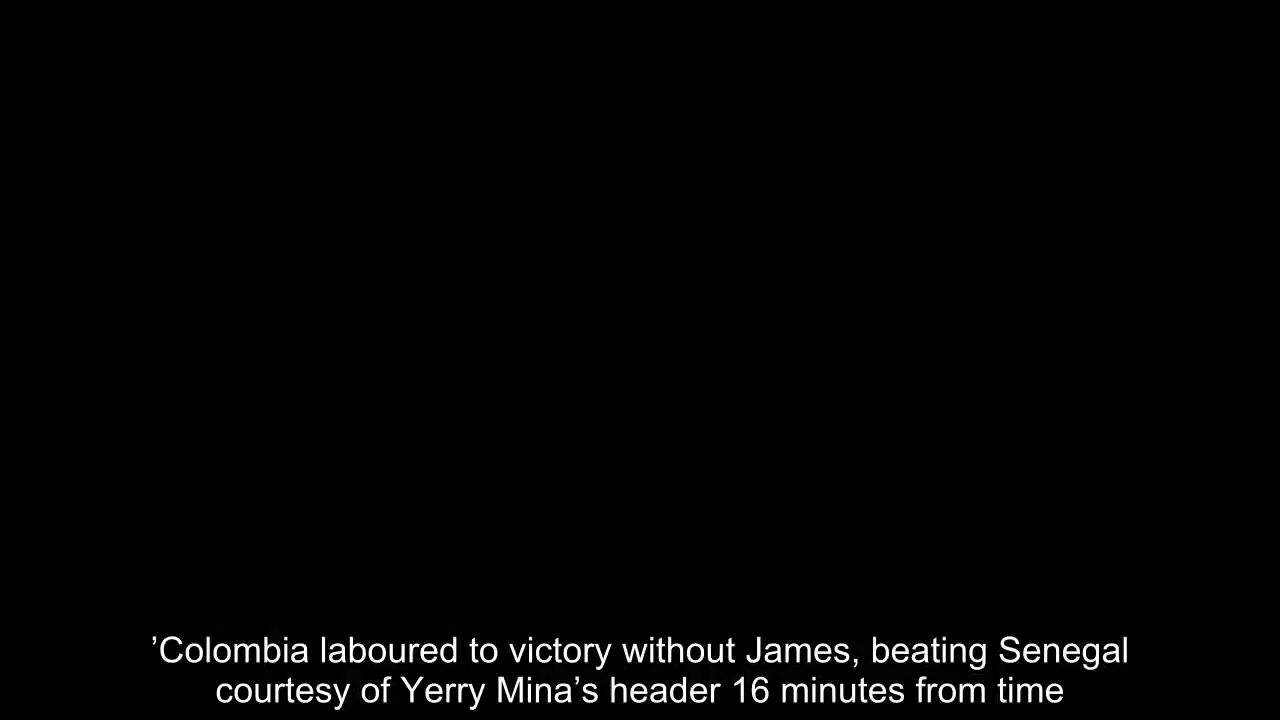 ’Colombia laboured to victory without James, beating Senegal
courtesy of Yerry Mina’s header 16 minutes from time